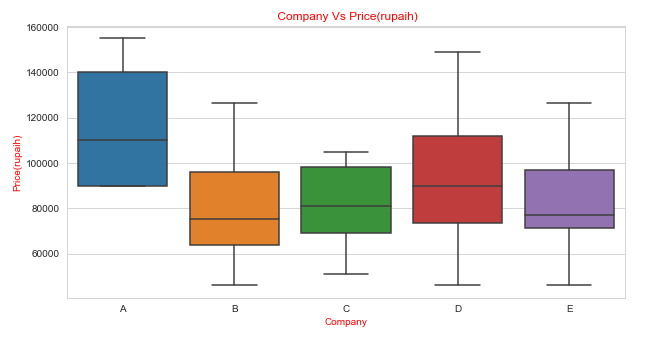 Company Vs Price(rupaih)
160000
140000
120000
100000
80000
60000
Price(rupaih)
A B C D E
Company